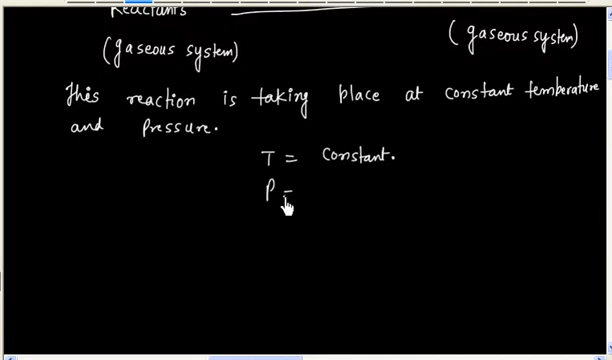 Reactants
(gaseous system) (gaseous system)
This reaction is taking place at constant temperature
and Pressure.
T = Constant.
P =